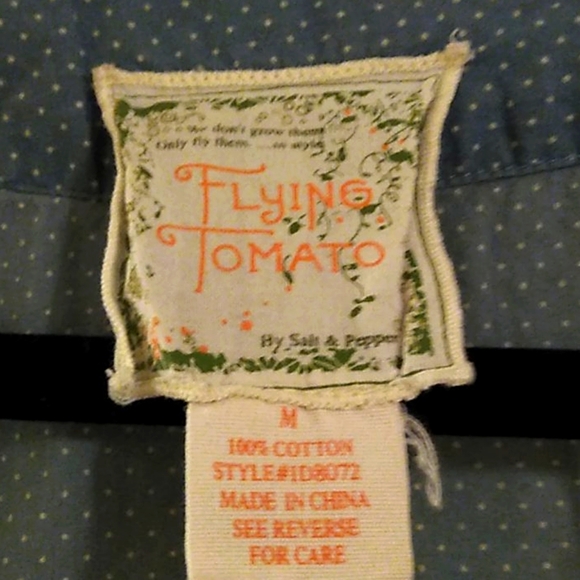 we don't grow them
Only fly them. ....in style
FLYING
TOMATO
By Salt & Pepper
M
100% COTTON
STYLE#1D8072
MADE IN CHINA
SEE REVERSE
FOR CARE